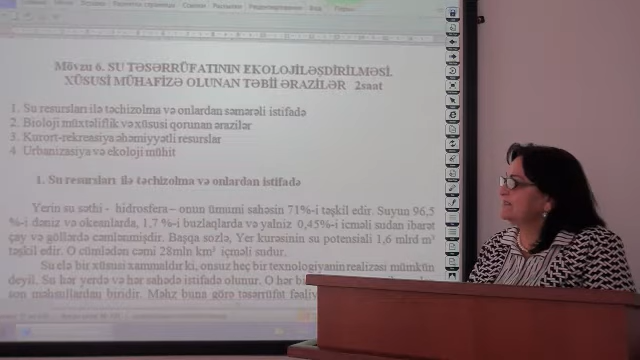 Mövzu 6. SU TƏSƏRRÜFATININ EKOLOJİLƏŞDİRİLMƏSİ.
XÜSUSİ MÜHAFİZƏ OLUNAN TƏBİİ ƏRAZİLƏR 2saat
1. Su resursları ilə təchizolma və onlardan səmərəli istifadə
2. Bioloji müxtəliflik və xüsusi qorunan ərazilər
3. Kurort-rekreasiya əhəmiyyətli resurslar
4 Urbanizasiya və ekoloji mühit
1. Su resursları ilə təchizolma və onlardan istifadə
Yerin su səthi - hidrosfera – onun ümumi sahəsin 71%-i təşkil edir. Suyun 96,5
%-i dəniz və okeanlarda, 1,7 %-i buzlaqlarda və yalnız 0,45%-i içməli sudan ibarət
çay və göllərdə cəmlənmişdir. Başqa sözlə, Yer kürəsinin su potensialı 1,6 mlrd m³
təşkil edir. O cümlədən cəmi 28mln km³ içməli sudur.
Su elə bir xüsusi xammaldır ki, onsuz heç bir texnologiyanın realizəsi mümkün
deyil. Su hər yerdə və hər sahədə istifadə olunur. O hər
son məhsullardan biridir. Məhz buna görə təsərrüfat